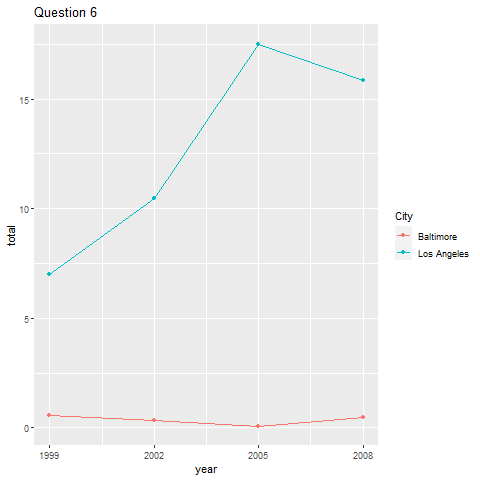 Question 6
total
15
10
5
0
1999 2002 2005 2008
year
City
Baltimore
Los Angeles